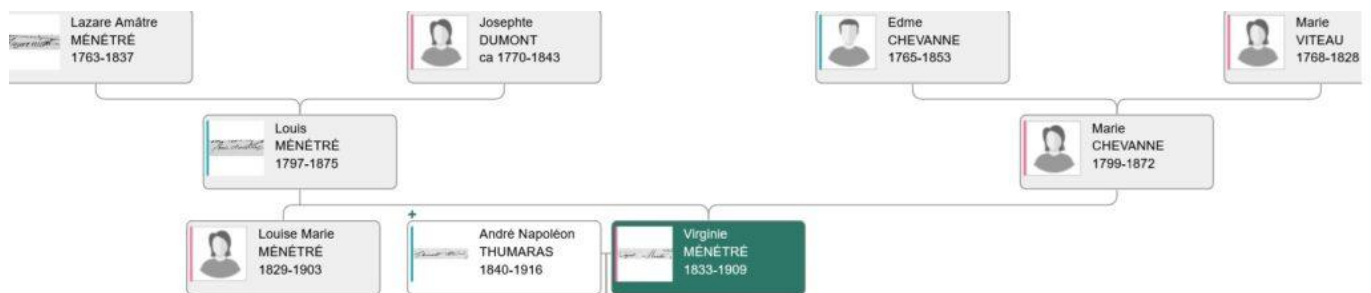 Lazare Amâtre
MÉNÉTRÉ
1763-1837
Josephte
DUMONT
ca 1770-1843
Edme
CHEVANNE
1765-1853
Marie
VITEAU
1768-1828
Louis
MÉNÉTRÉ
1797-1875
Marie
CHEVANNE
1799-1872
Louise Marie
MÉNÉTRÉ
1829-1903
André Napoléon
THUMARAS
1840-1916
Virginie
MÉNÉTRÉ
1833-1909